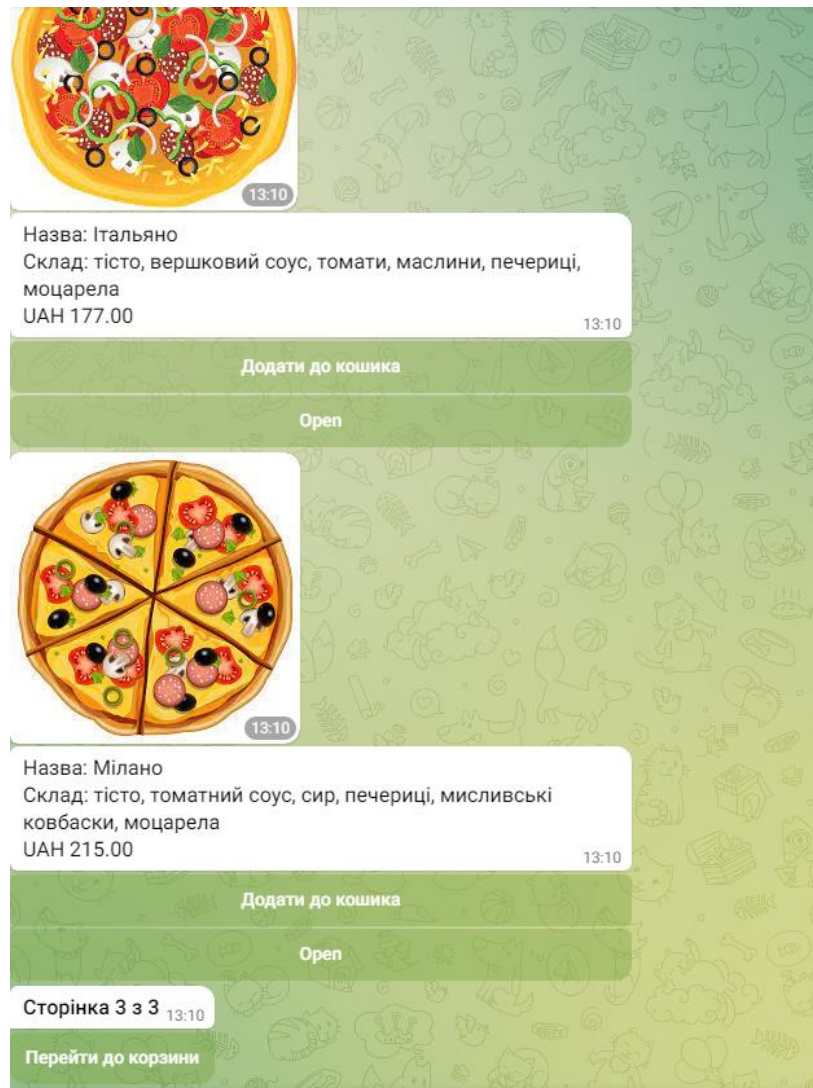 13:10
Назва: Італьяно
Склад: тісто, вершковий соус, томати, маслини, печериці,
моцарела
UAH 177.00
13:10
Додати до кошика
Open
13:10
Назва: Мілано
Склад: тісто, томатний соус, сир, печериці, мисливські
ковбаски, моцарела
UAH 215.00
13:10
Додати до кошика
Open
Сторінка 3 з 3 13:10
Перейти до корзини